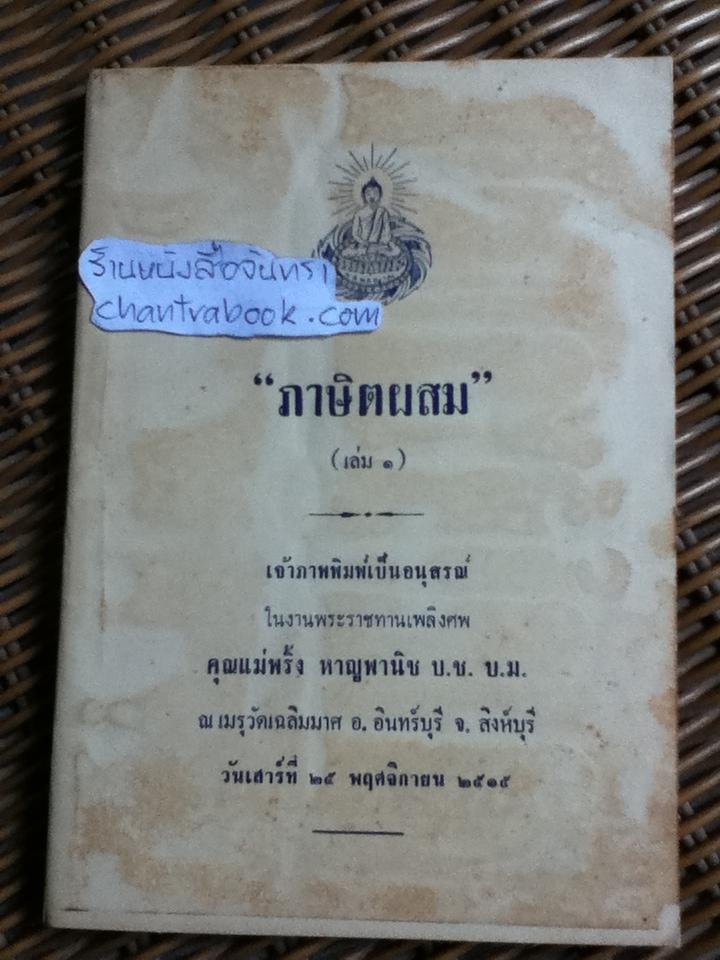 ร้านหนังสือจันทรา
chantrabook.com
“ภาษิตผสม”
(เล่ม ๑)
เจ้าภาพพิมพ์เป็นอนุสรณ์
ในงานพระราชทานเพลิงศพ
คุณแม่พริ้ง หาญพานิช บ.ช. บ.ม.
ณ เมรุวัดเฉลิมมาศ อ. อินทร์บุรี จ. สิงห์บุรี
วันเสาร์ที่ ๒๕ พฤศจิกายน ๒๕๑๕